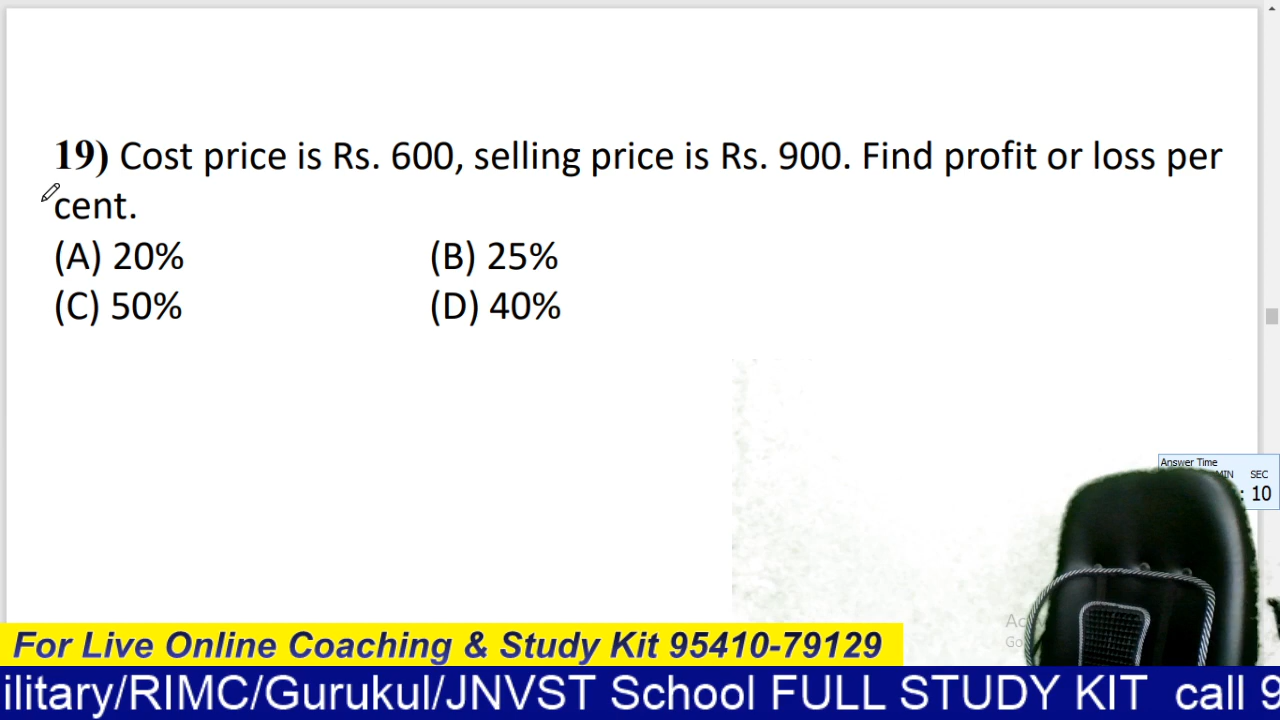 19) Cost price is Rs. 600, selling price is Rs. 900. Find profit or loss per
cent.
(A) 20% (B) 25%
(C) 50% (D) 40%
Answer Time
MIN SEC
: 10
For Live Online Coaching & Study Kit 95410-79129
ilitary/RIMC/Gurukul/JNVST School FULL STUDY KIT call 9